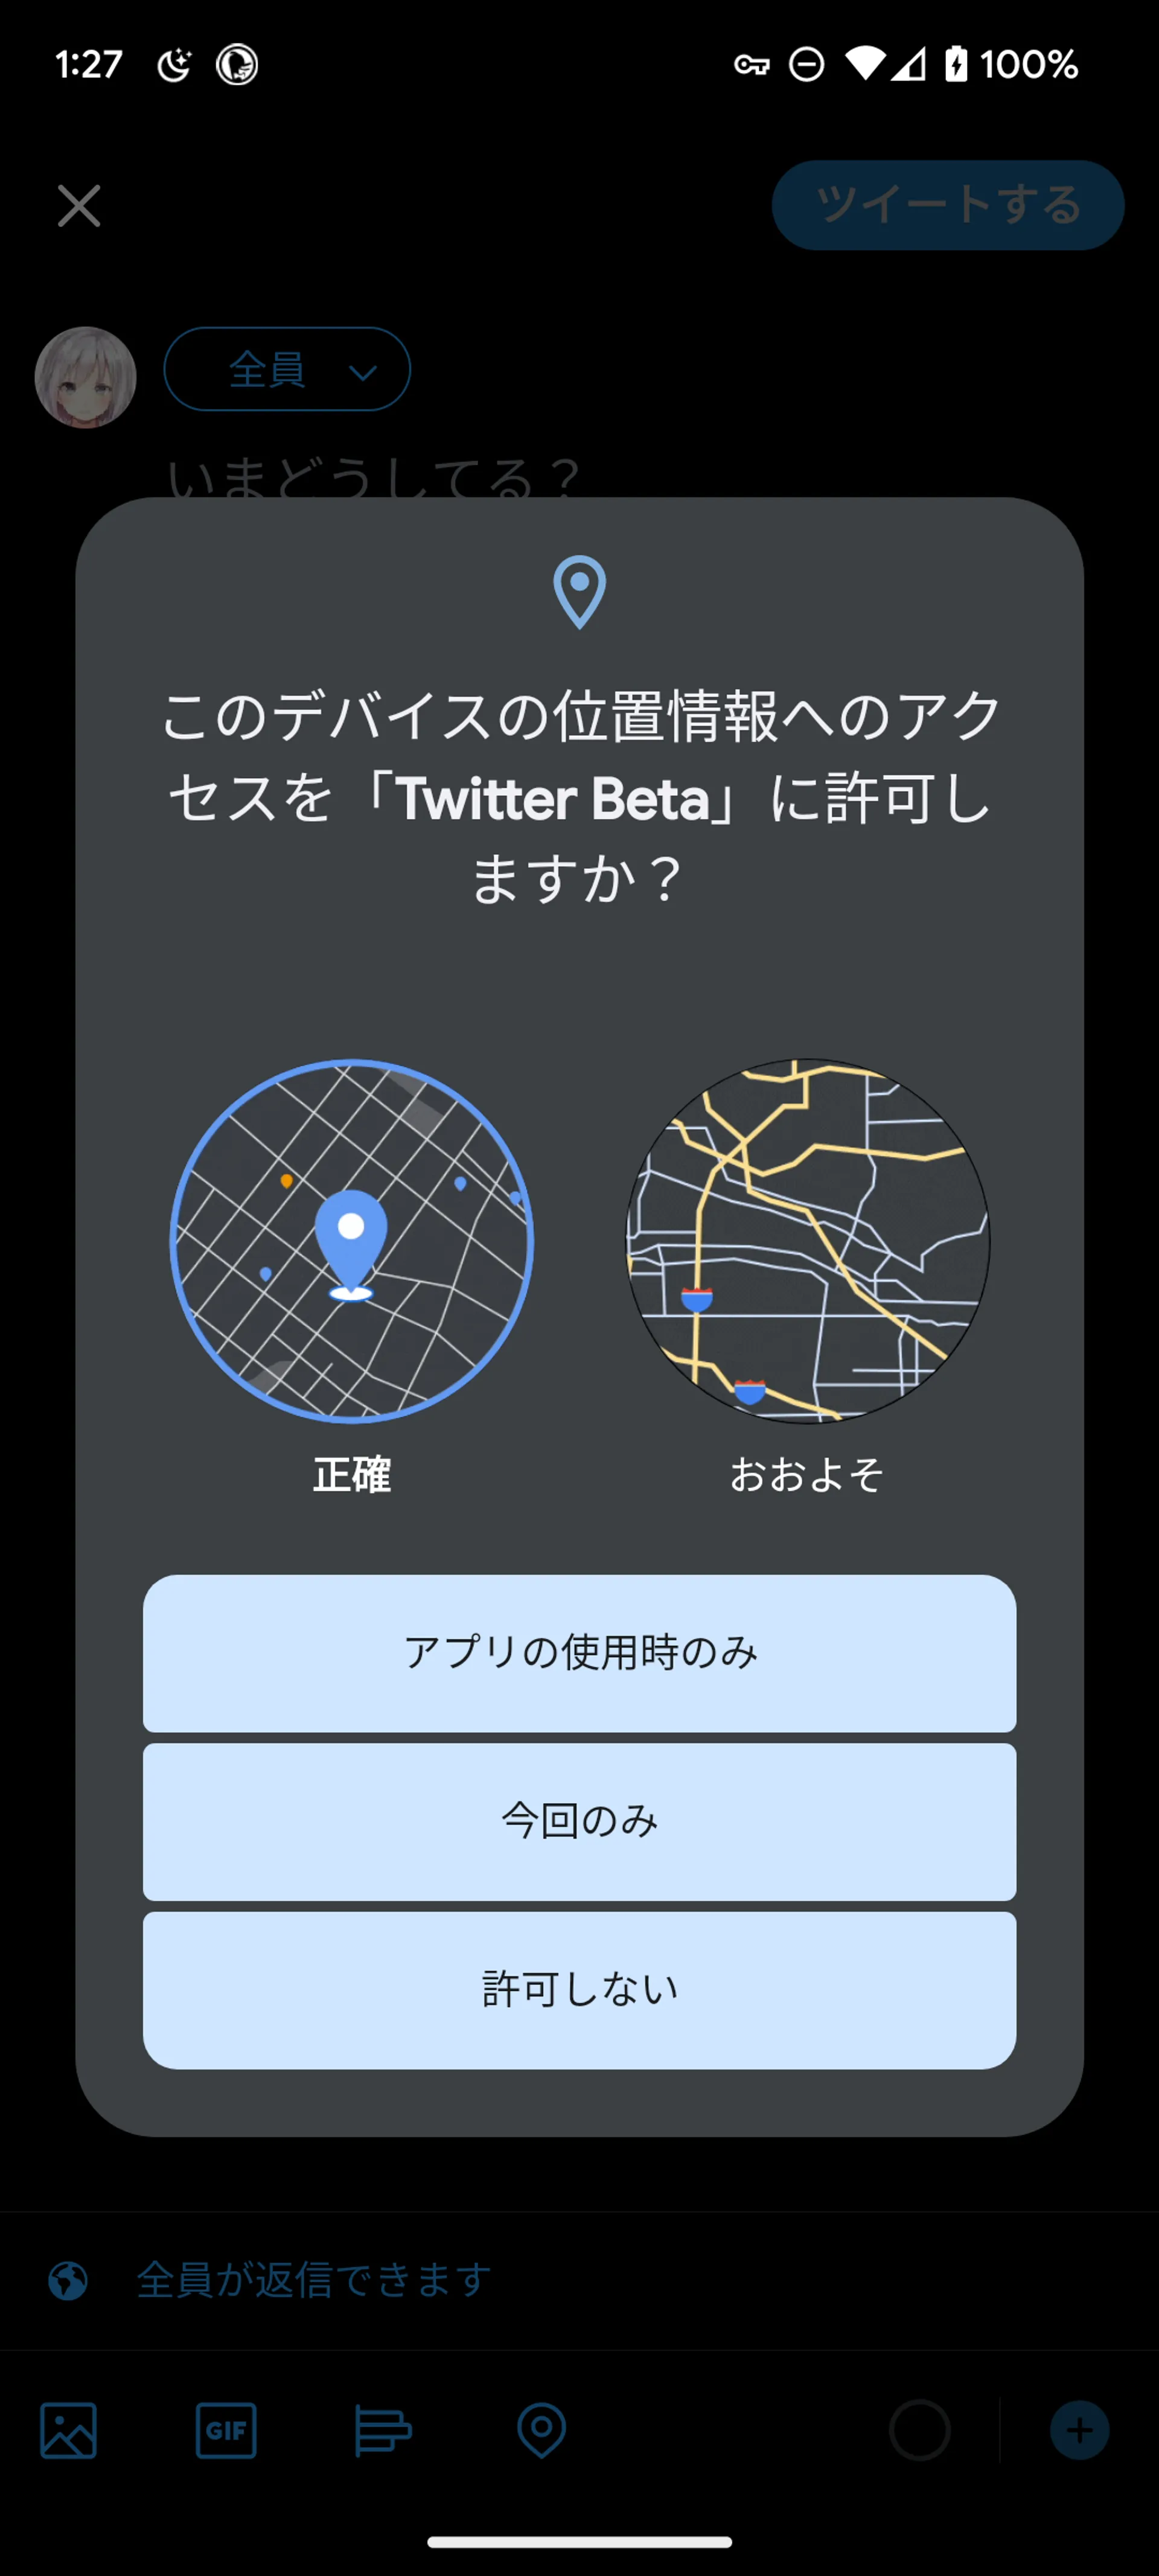 1:27
100%
ツイートする
全員
いまどうしてる？
このデバイスの位置情報へのアク
セスを「Twitter Beta」に許可し
ますか？
正確
おおよそ
アプリの使用時のみ
今回のみ
許可しない
全員が返信できます
GIF